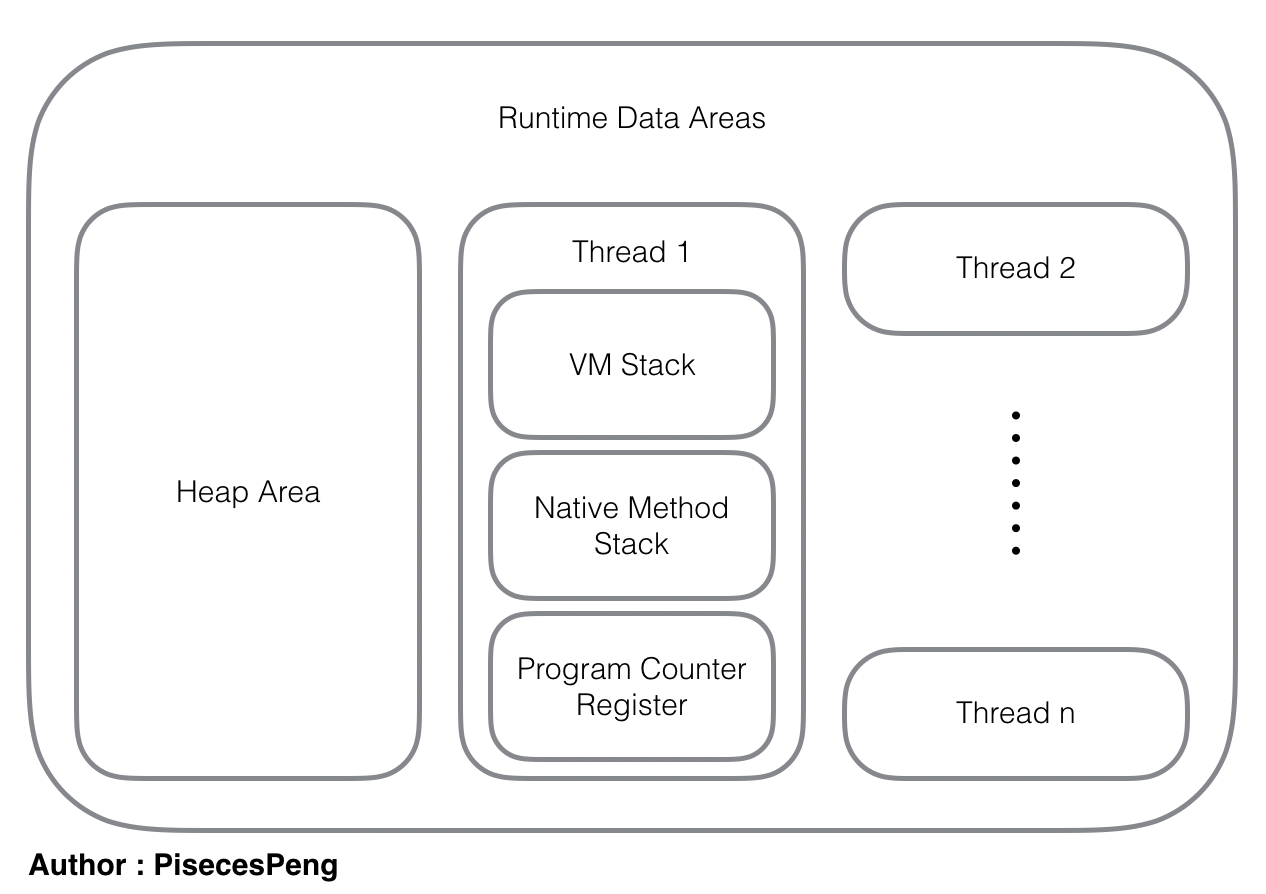 Runtime Data Areas
Heap Area
Thread 1
VM Stack
Native Method
Stack
Program Counter
Register
Thread 2
Thread n
Author : PisecesPeng